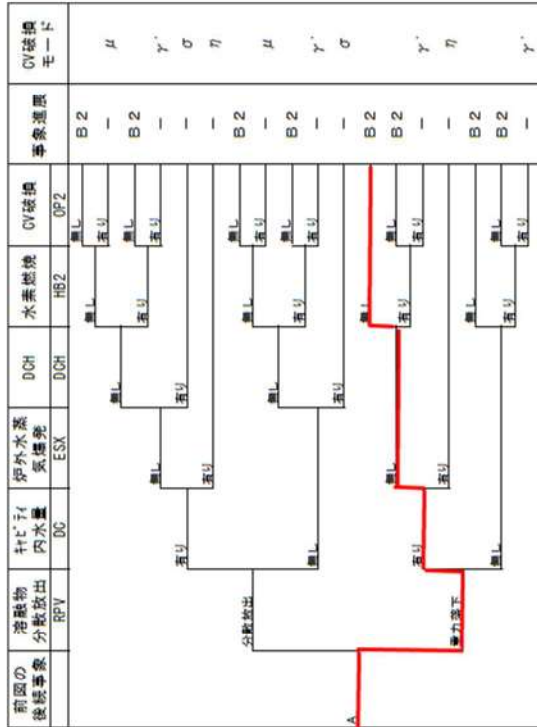 前図の
後続事象
溶融物
分散放出
RPV
ｷｬﾋﾞﾃｨ
内水量
DC
炉外水蒸
気爆発
ESX
DCH
DCH
水素燃焼
HB2
CV破損
OP2
事象進展
CV破損
モード
A
分散放出
重力落下
有り
無し
有り
無し
無し
有り
無し
有り
無し
有り
無し
有り
無し
有り
無し
有り
無し
有り
無し
有り
無し
有り
無し
有り
無し
有り
無し
有り
無し
有り
無し
有り
B2
－ μ
B2
－ γ'
－ σ
－ η
B2
－ μ
B2
－ γ'
－ σ
B2
B2
－ γ'
－ η
B2
B2
－ γ'